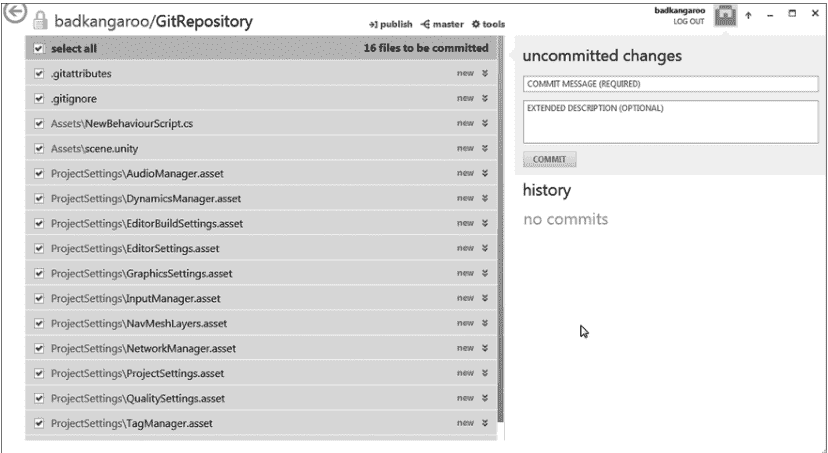 badkangaroo/GitRepository
publish master tools
badkangaroo
LOG OUT
select all 16 files to be committed
.gitattributes new
.gitignore new
Assets\NewBehaviourScript.cs new
Assets\scene.unity new
ProjectSettings\AudioManager.asset new
ProjectSettings\DynamicsManager.asset new
ProjectSettings\EditorBuildSettings.asset new
ProjectSettings\EditorSettings.asset new
ProjectSettings\GraphicsSettings.asset new
ProjectSettings\InputManager.asset new
ProjectSettings\NavMeshLayers.asset new
ProjectSettings\NetworkManager.asset new
ProjectSettings\ProjectSettings.asset new
ProjectSettings\QualitySettings.asset new
ProjectSettings\TagManager.asset new
uncommitted changes
COMMIT MESSAGE (REQUIRED)
EXTENDED DESCRIPTION (OPTIONAL)
COMMIT
history
no commits